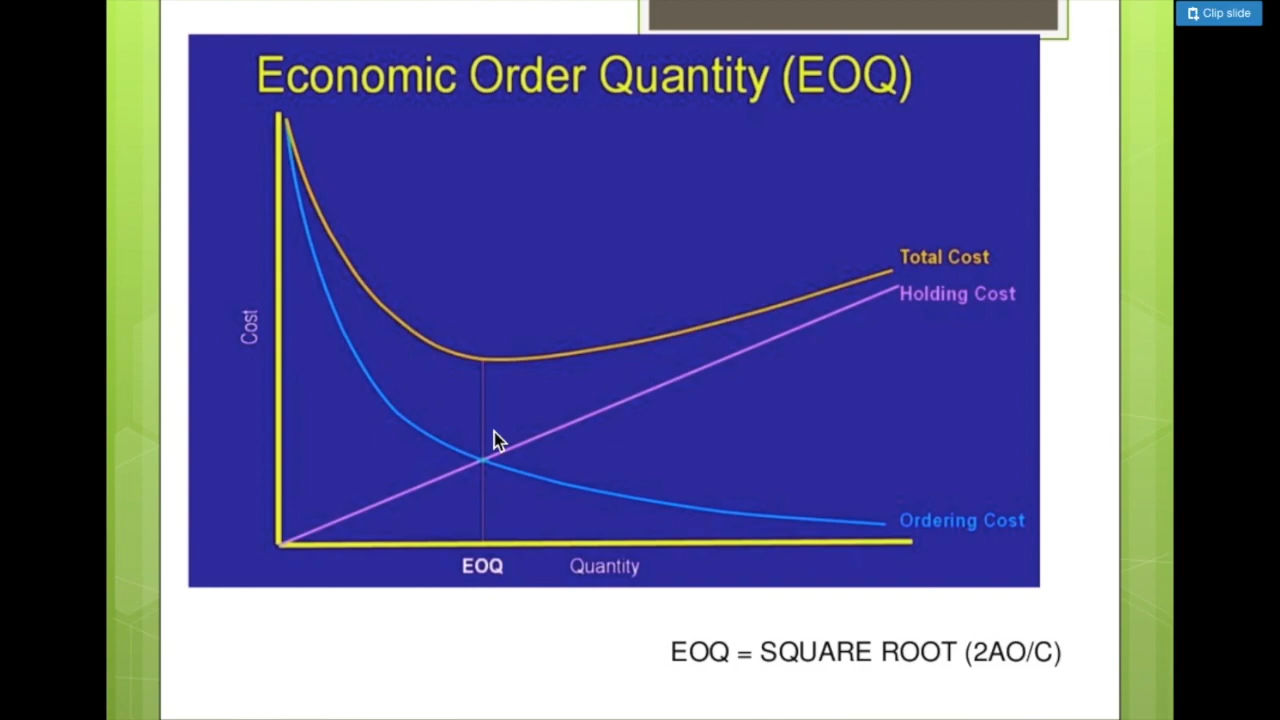 Clip slide
Economic Order Quantity (EOQ)
Total Cost
Holding Cost
Cost
Ordering Cost
EOQ Quantity
EOQ = SQUARE ROOT (2AO/C)